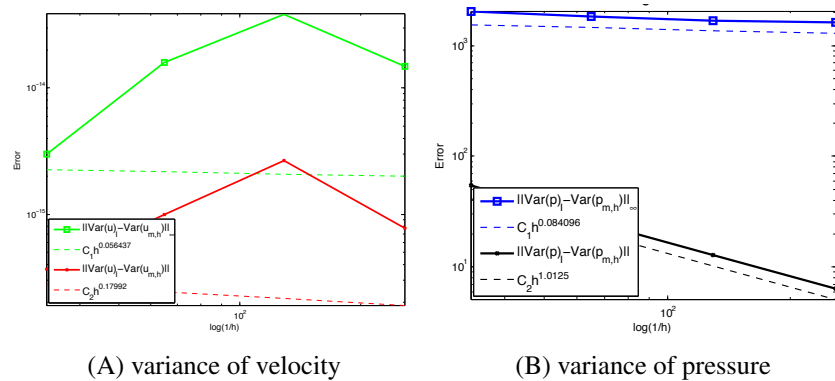 10^-14
10^-15
Error
||Var(u)_I−Var(u_{m,h})||_∞
C_1h^0.056437
||Var(u)_I−Var(u_{m,h})||
C_2h^0.17992
10^2
log(1/h)
(A) variance of velocity
10^3
10^2
10^1
Error
||Var(p)_I−Var(p_{m,h})||_∞
C_1h^0.084096
||Var(p)_I−Var(p_{m,h})||
C_2h^1.0125
10^2
log(1/h)
(B) variance of pressure